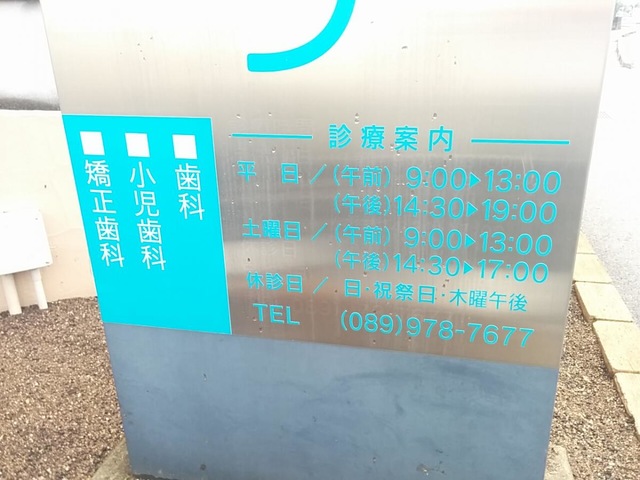 診療案内
平 日／(午前) 9:00▶13:00
(午後)14:30▶19:00
土曜日／(午前) 9:00▶13:00
(午後)14:30▶17:00
休診日／日・祝祭日・木曜午後
TEL (089)978-7677
■歯科
■小児歯科
■矯正歯科